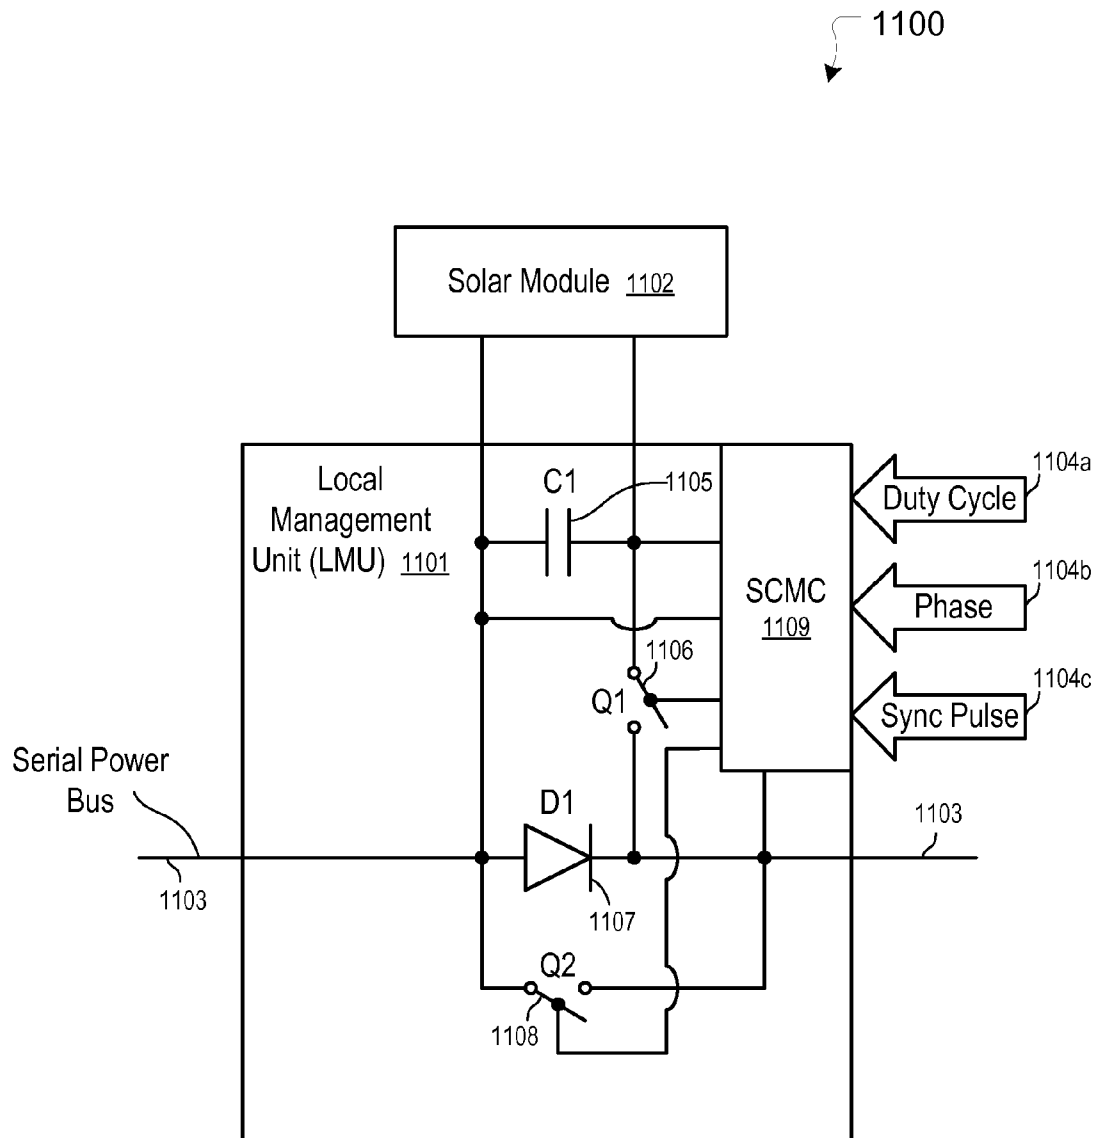 1100
Solar Module 1102
Local
Management
Unit (LMU) 1101
C1
1105
SCMC
1109
Duty Cycle
1104a
Phase
1104b
Sync Pulse
1104c
1106
Q1
Serial Power
Bus
D1
1103
1103
1107
Q2
1108